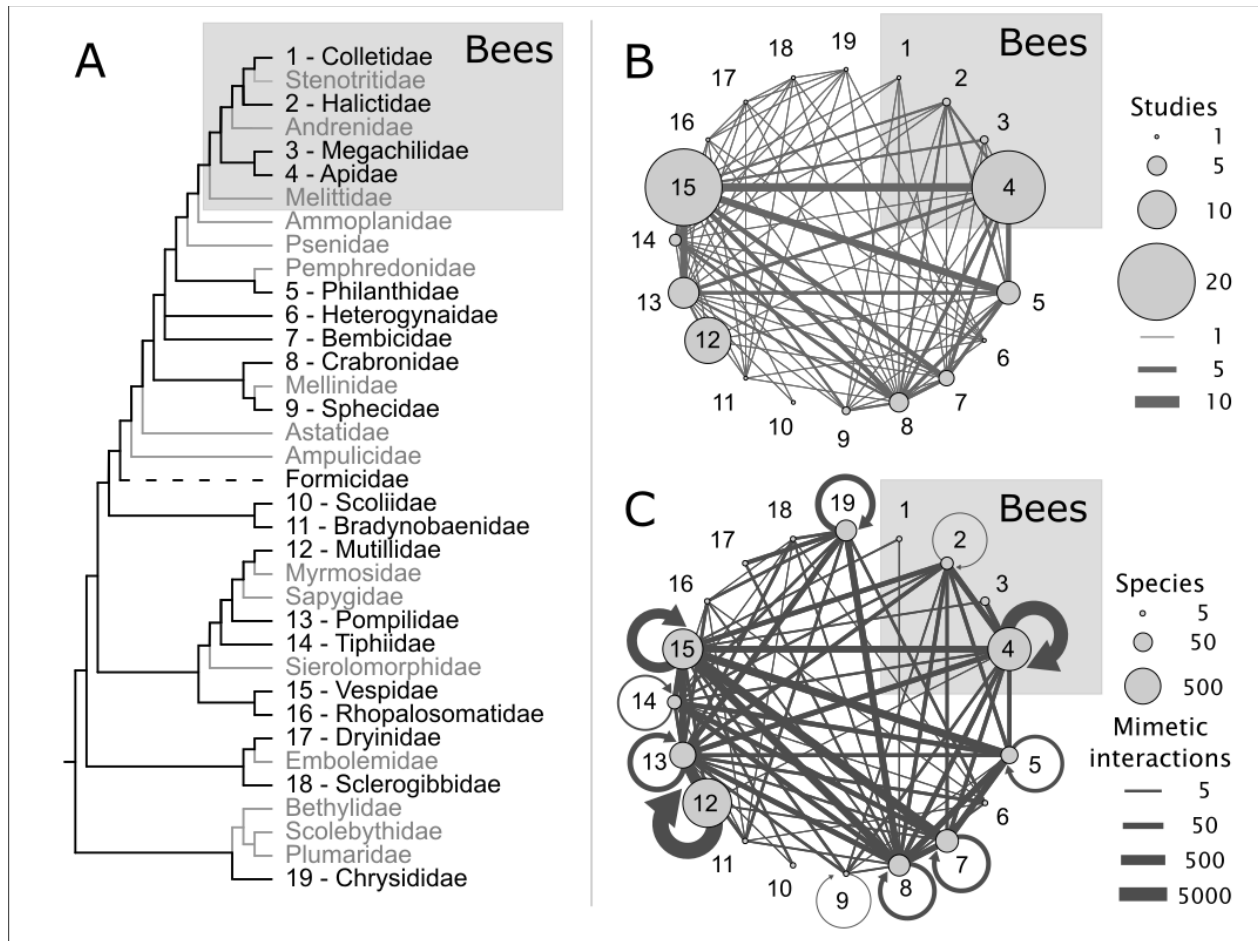 A
Bees
1 - Colletidae
Stenotritidae
2 - Halictidae
Andrenidae
3 - Megachilidae
4 - Apidae
Melittidae
Ammoplanidae
Psenidae
Pemphredonidae
5 - Philanthidae
6 - Heterogynaidae
7 - Bembicidae
8 - Crabronidae
Mellinidae
9 - Sphecidae
Astatidae
Ampulicidae
Formicidae
10 - Scoliidae
11 - Bradynobaenidae
12 - Mutillidae
Myrmosidae
Sapygidae
13 - Pompilidae
14 - Tiphiidae
Sierolomorphidae
15 - Vespidae
16 - Rhopalosomatidae
17 - Dryinidae
Embolemidae
18 - Sclerogibbidae
Bethylidae
Scolebythidae
Plumaridae
19 - Chrysididae
B
Bees
1
2
3
4
5
6
7
8
9
10
11
12
13
14
15
16
17
18
19
Studies
1
5
10
20
1
5
10
C
Bees
1
2
3
4
5
6
7
8
9
10
11
12
13
14
15
16
17
18
19
Species
5
50
500
Mimetic
interactions
5
50
500
5000